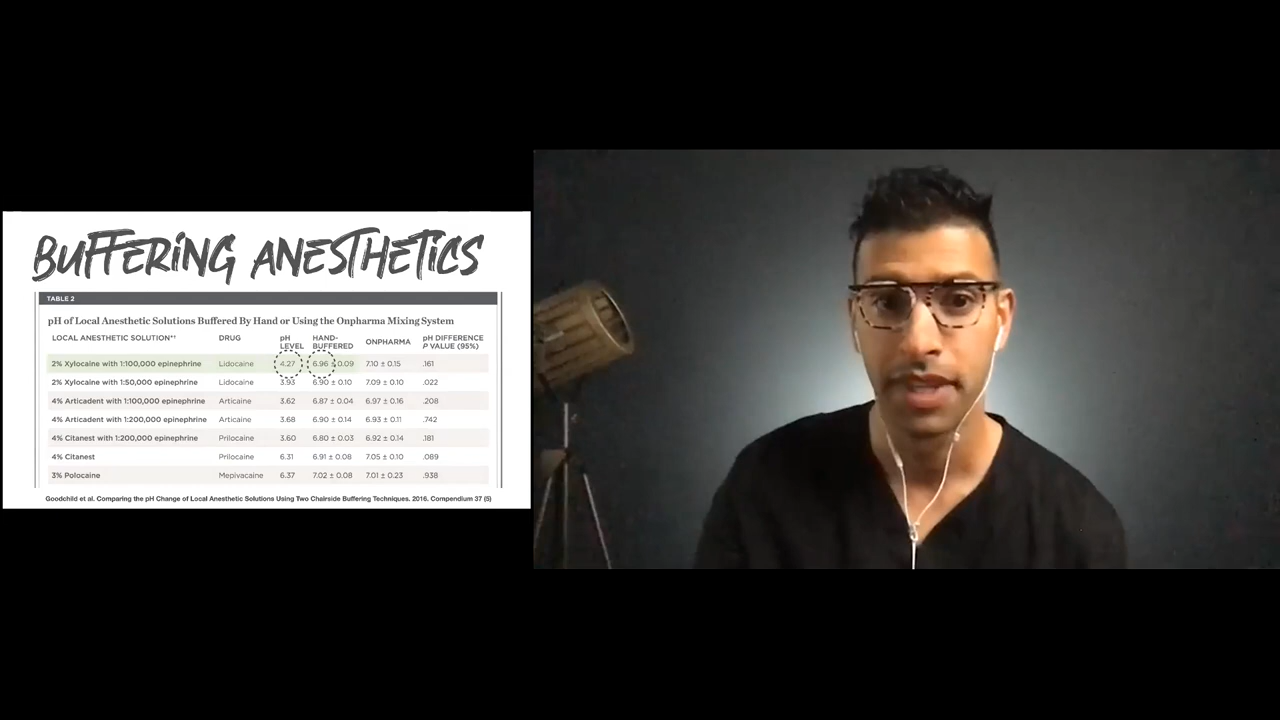 BUFFERING ANESTHETICS
TABLE 2
pH of Local Anesthetic Solutions Buffered By Hand or Using the Onpharma Mixing System
LOCAL ANESTHETIC SOLUTION*† DRUG pH LEVEL HAND-BUFFERED ONPHARMA pH DIFFERENCE P VALUE (95%)
2% Xylocaine with 1:100,000 epinephrine Lidocaine 4.27 6.96 ± 0.09 7.10 ± 0.15 .161
2% Xylocaine with 1:50,000 epinephrine Lidocaine 3.93 6.90 ± 0.10 7.09 ± 0.10 .022
4% Articadent with 1:100,000 epinephrine Articaine 3.62 6.87 ± 0.04 6.97 ± 0.16 .208
4% Articadent with 1:200,000 epinephrine Articaine 3.68 6.90 ± 0.14 6.93 ± 0.11 .742
4% Citanest with 1:200,000 epinephrine Prilocaine 3.60 6.80 ± 0.03 6.92 ± 0.14 .181
4% Citanest Prilocaine 6.31 6.91 ± 0.08 7.05 ± 0.10 .089
3% Polocaine Mepivacaine 6.37 7.02 ± 0.08 7.01 ± 0.23 .938
Goodchild et al. Comparing the pH Change of Local Anesthetic Solutions Using Two Chairside Buffering Techniques. 2016. Compendium 37 (5)